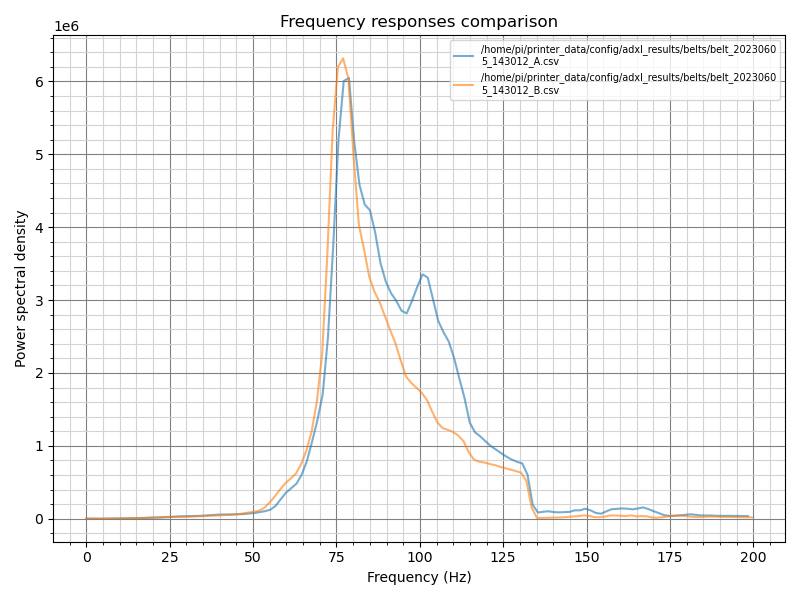 Frequency responses comparison
1e6
/home/pi/printer_data/config/adxl_results/belts/belt_2023060
5_143012_A.csv
/home/pi/printer_data/config/adxl_results/belts/belt_2023060
5_143012_B.csv
6
5
4
3
2
1
0
Power spectral density
0 25 50 75 100 125 150 175 200
Frequency (Hz)